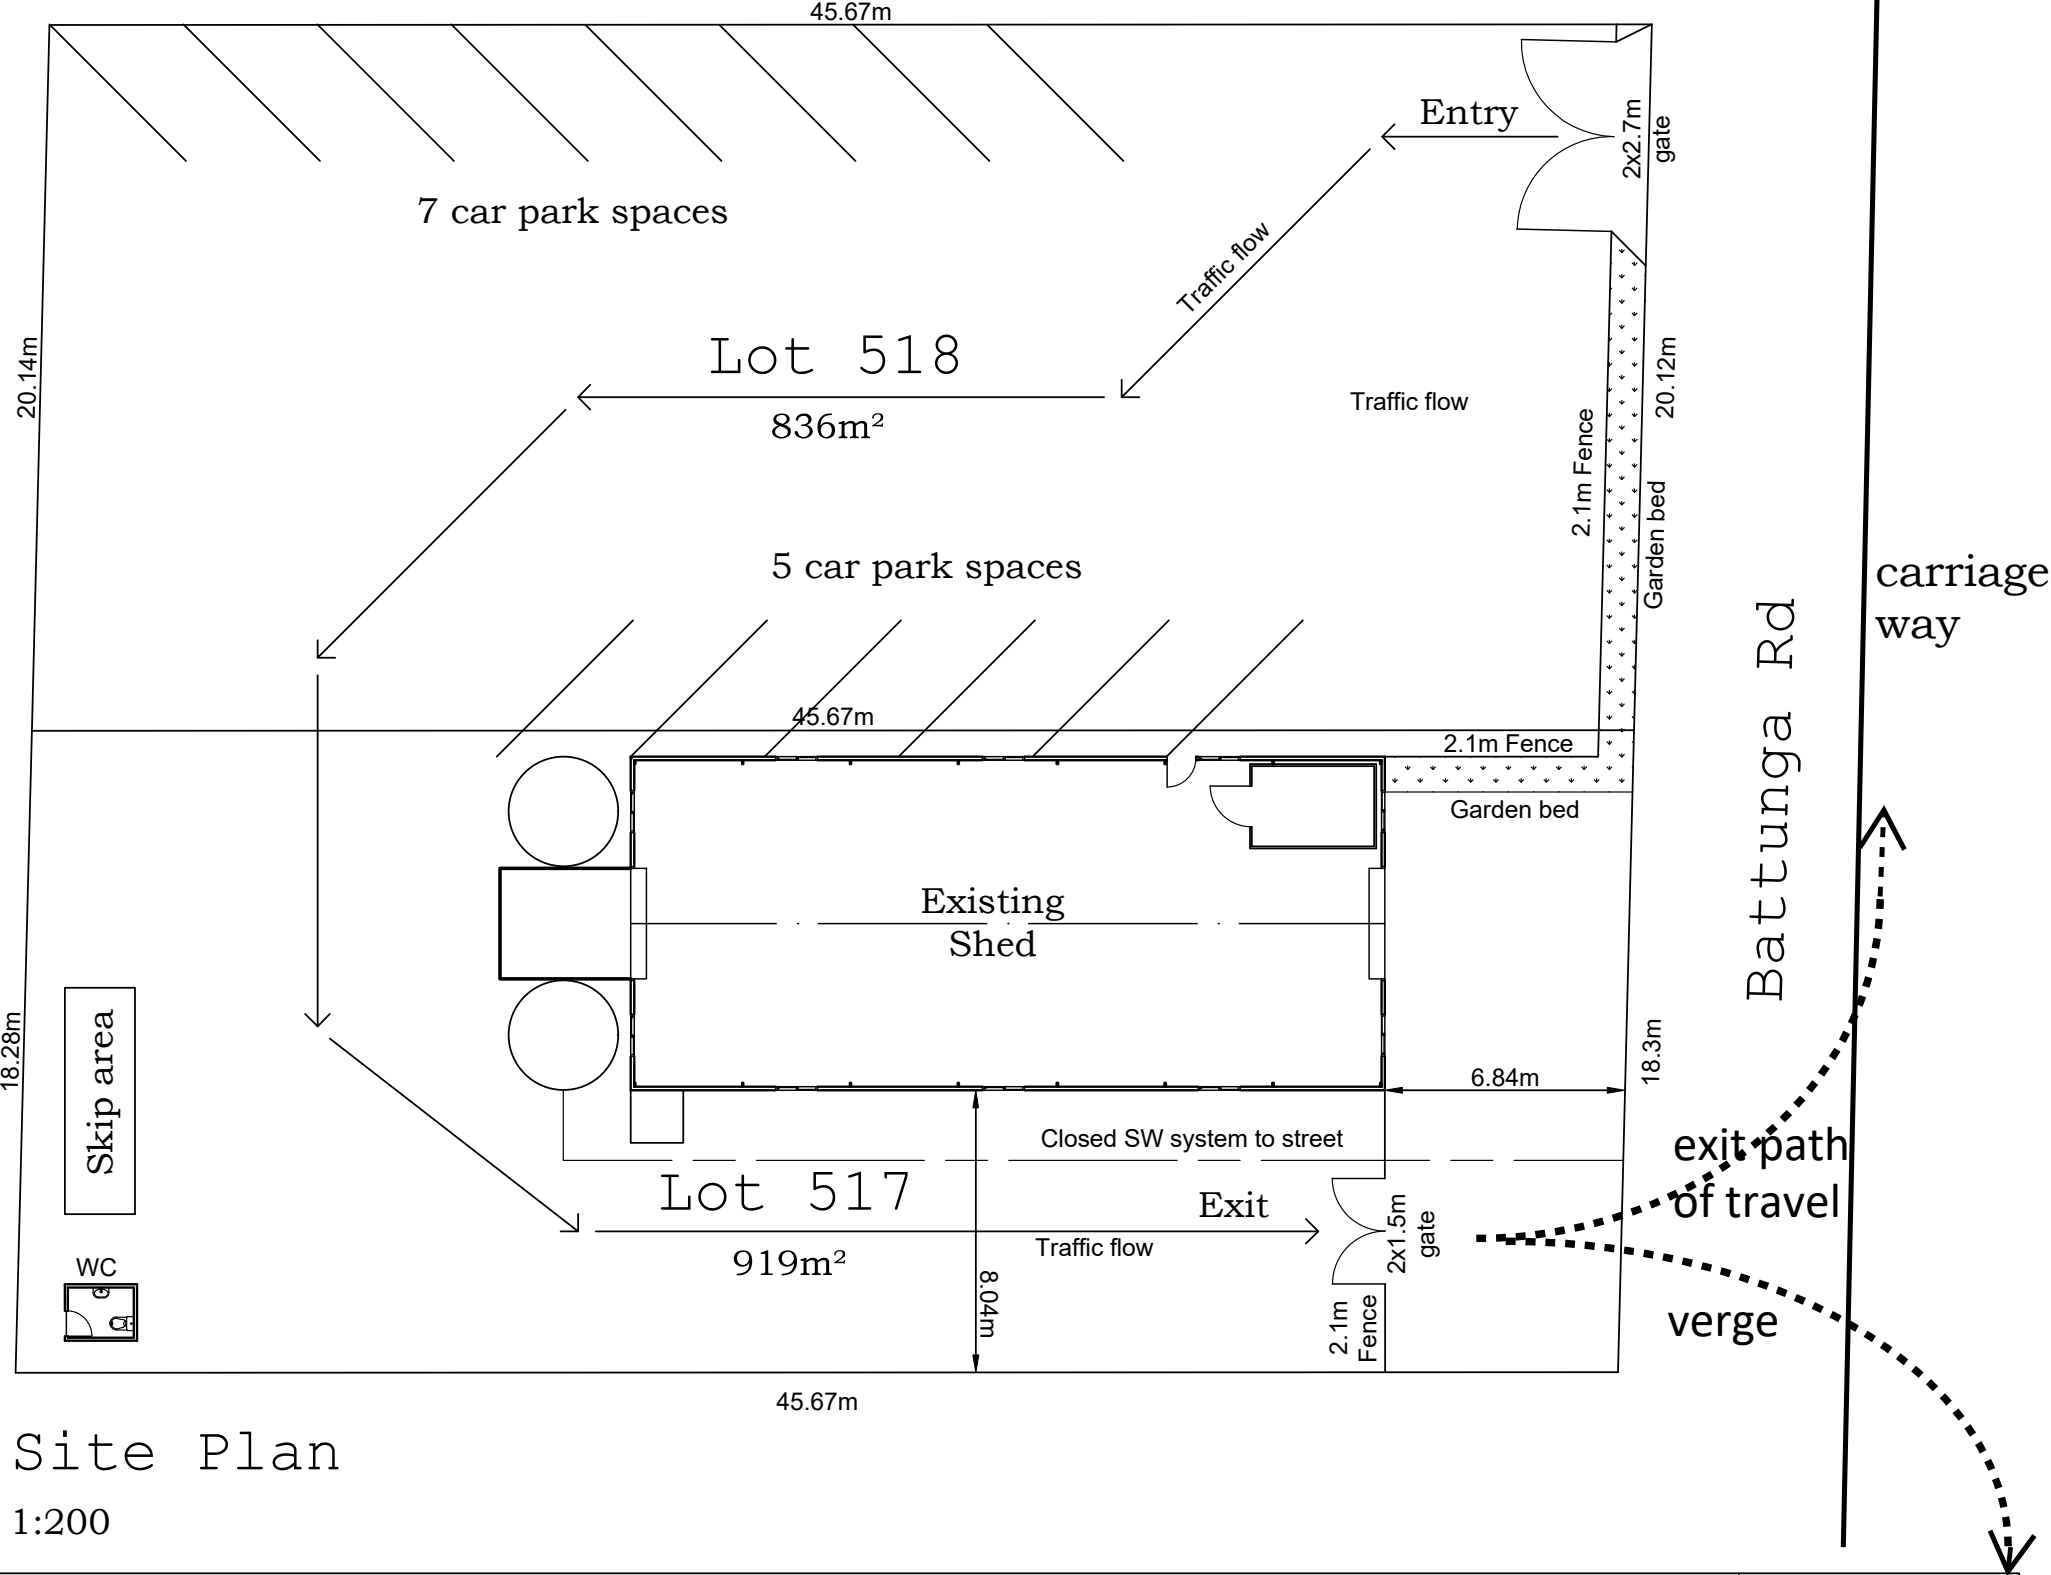 45.67m
Entry
2x2.7m
gate
7 car park spaces
Traffic flow
Lot 518
836m²
20.14m
Traffic flow
20.12m
2.1m Fence
Garden bed
5 car park spaces
carriage
way
Battunga Rd
45.67m
2.1m Fence
Garden bed
Existing
Shed
Skip area
18.28m
18.3m
6.84m
Closed SW system to street
exit path
of travel
Lot 517
919m²
Exit
Traffic flow
2x1.5m
gate
8.04m
2.1m
Fence
verge
WC
45.67m
Site Plan
1:200